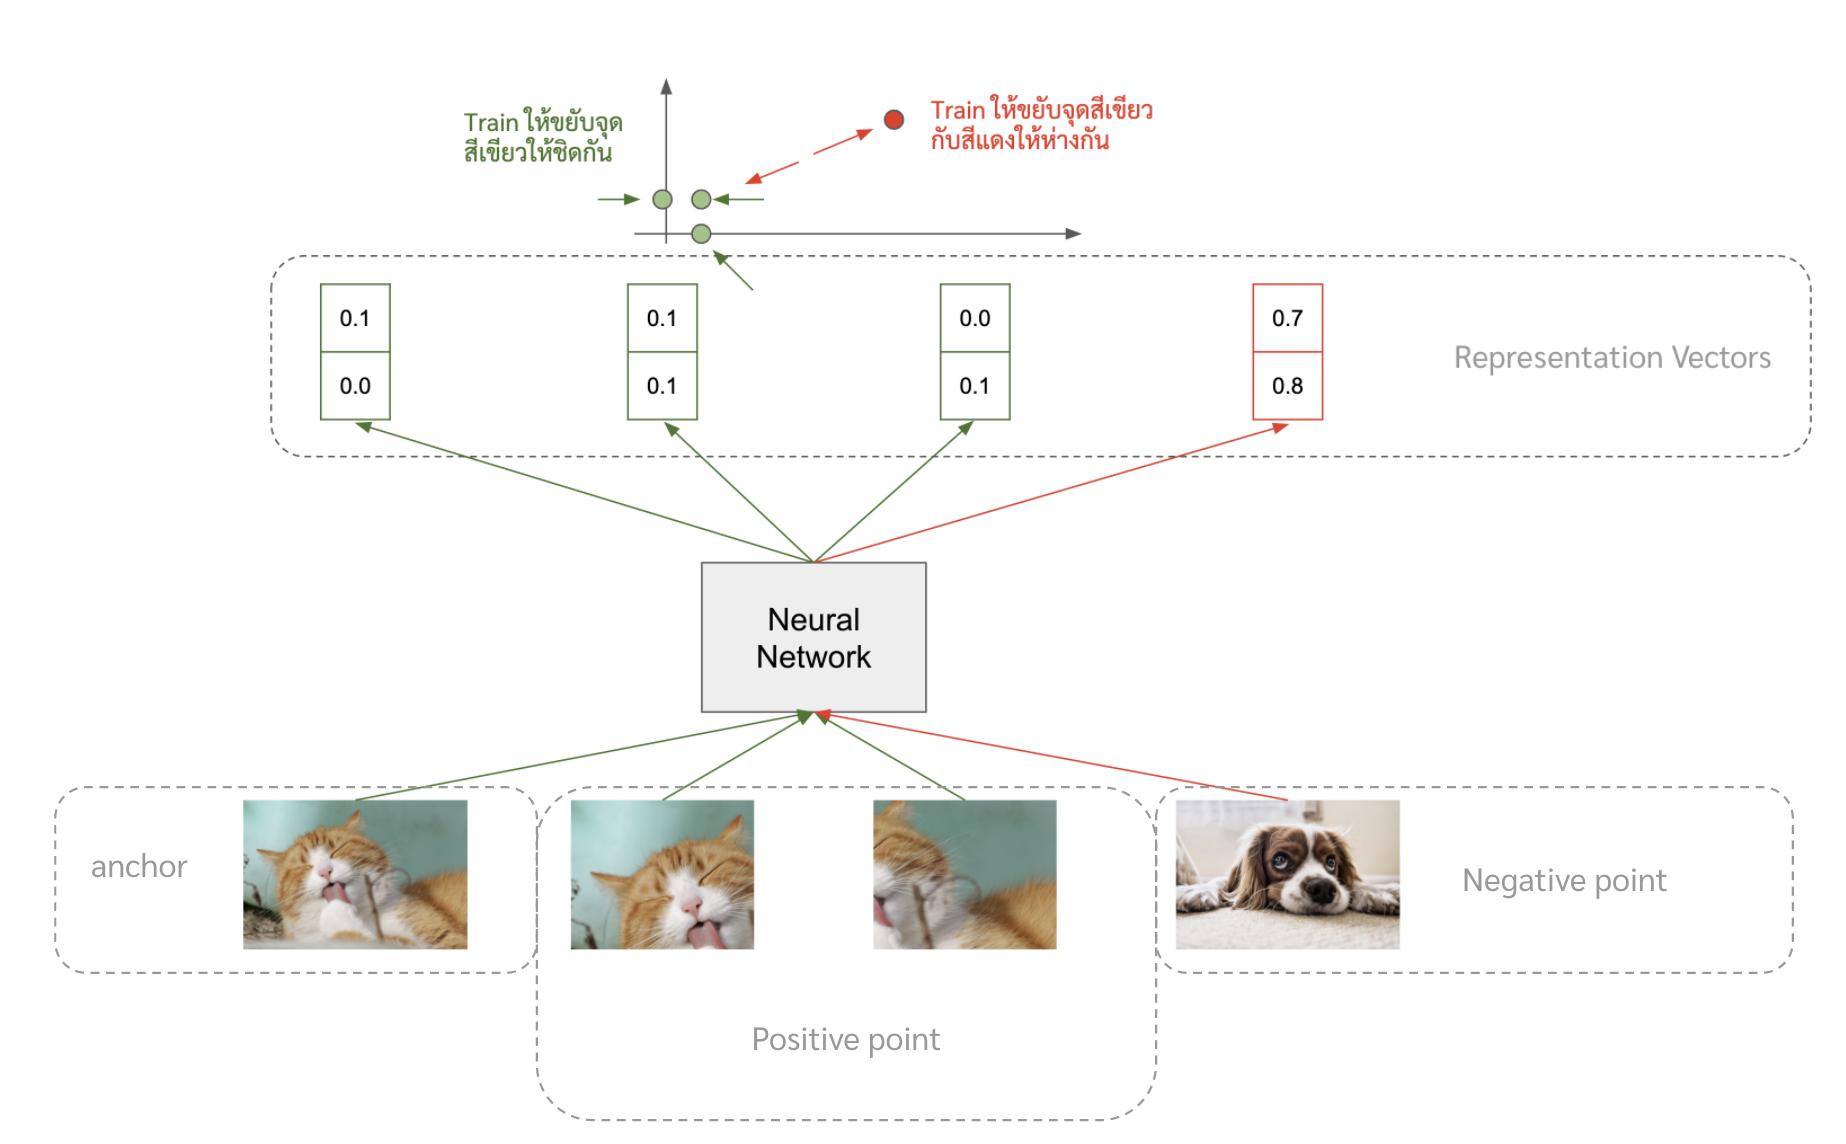 Train ให้ขยับจุด
สีเขียวให้ชิดกัน
Train ให้ขยับจุดสีเขียว
กับสีแดงให้ห่างกัน
0.1
0.1
0.0
0.7
0.0
0.1
0.1
0.8
Representation Vectors
Neural
Network
anchor
Negative point
Positive point